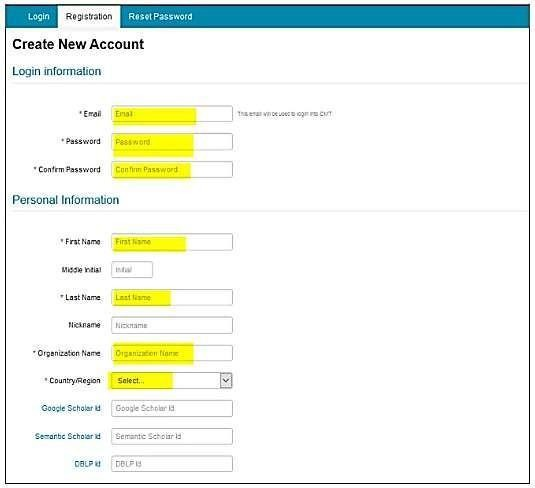 Login Registration Reset Password
Create New Account
Login information
* Email Email This email will be used to login into CMT
* Password Password
* Confirm Password Confirm Password
Personal Information
* First Name First Name
Middle Initial Initial
* Last Name Last Name
Nickname Nickname
* Organization Name Organization Name
* Country/Region Select...
Google Scholar Id Google Scholar Id
Semantic Scholar Id Semantic Scholar Id
DBLP Id DBLP Id